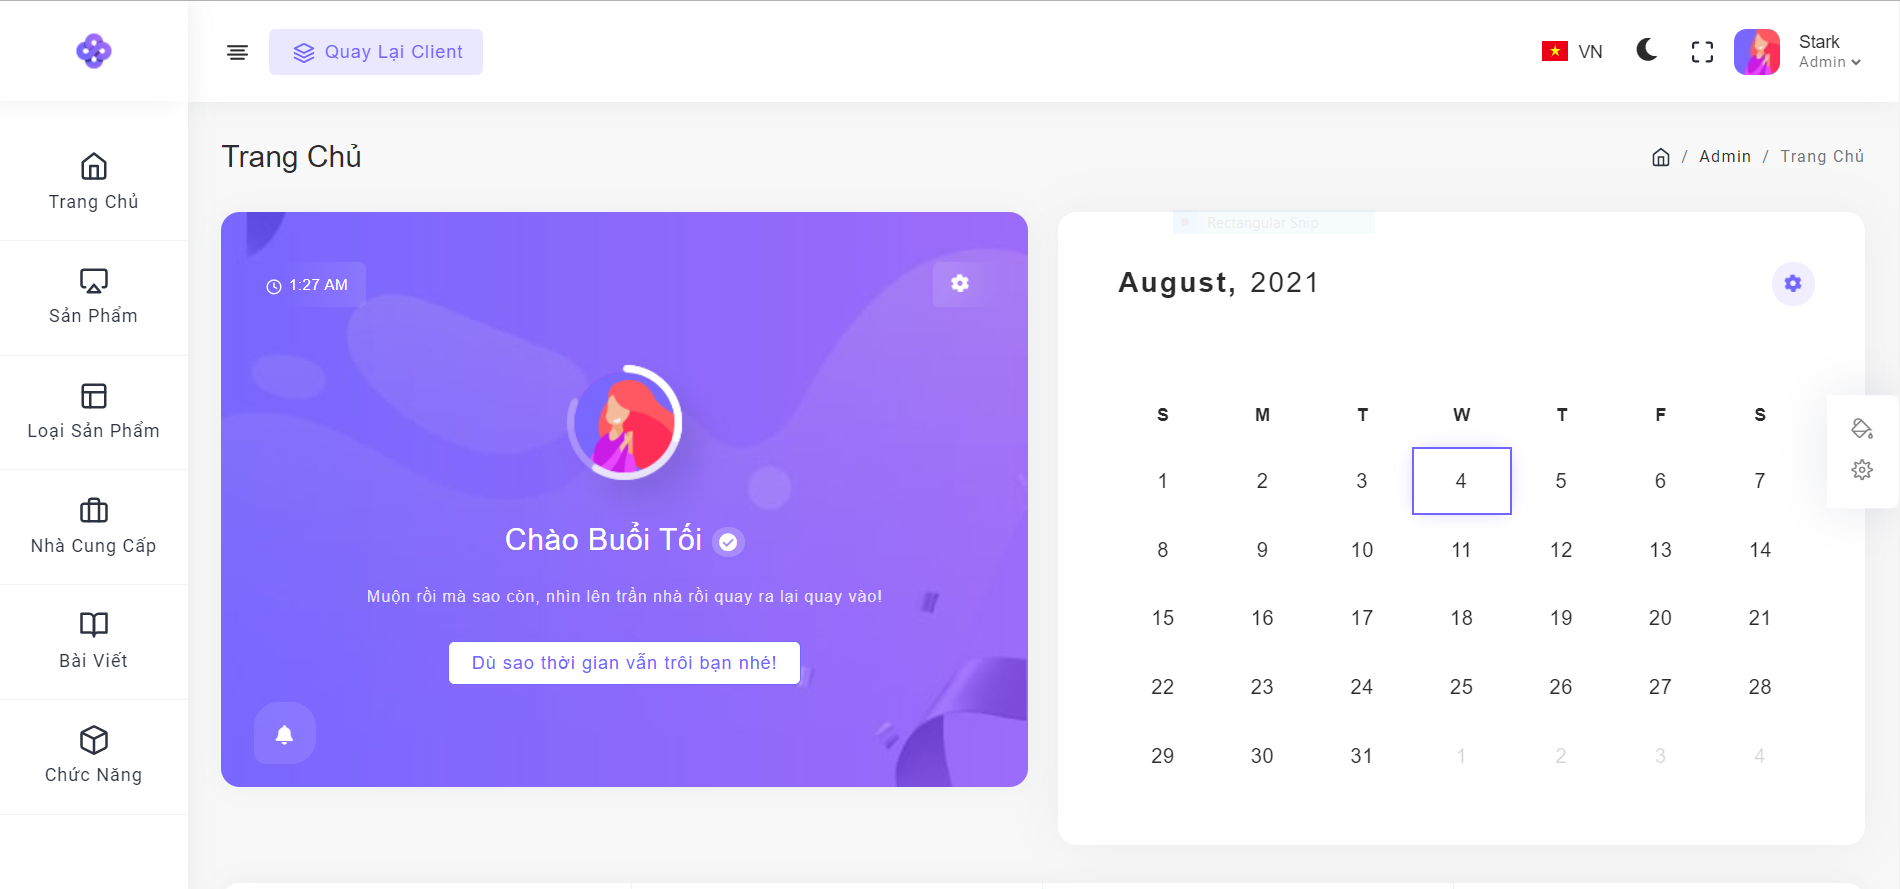 Quay Lại Client
VN
Stark
Admin
Trang Chủ
Sản Phẩm
Loại Sản Phẩm
Nhà Cung Cấp
Bài Viết
Chức Năng
Trang Chủ
/ Admin / Trang Chủ
1:27 AM
Chào Buổi Tối
Muộn rồi mà sao còn, nhìn lên trần nhà rồi quay ra lại quay vào!
Dù sao thời gian vẫn trôi bạn nhé!
Rectangular Snip
August, 2021
S M T W T F S
1 2 3 4 5 6 7
8 9 10 11 12 13 14
15 16 17 18 19 20 21
22 23 24 25 26 27 28
29 30 31 1 2 3 4